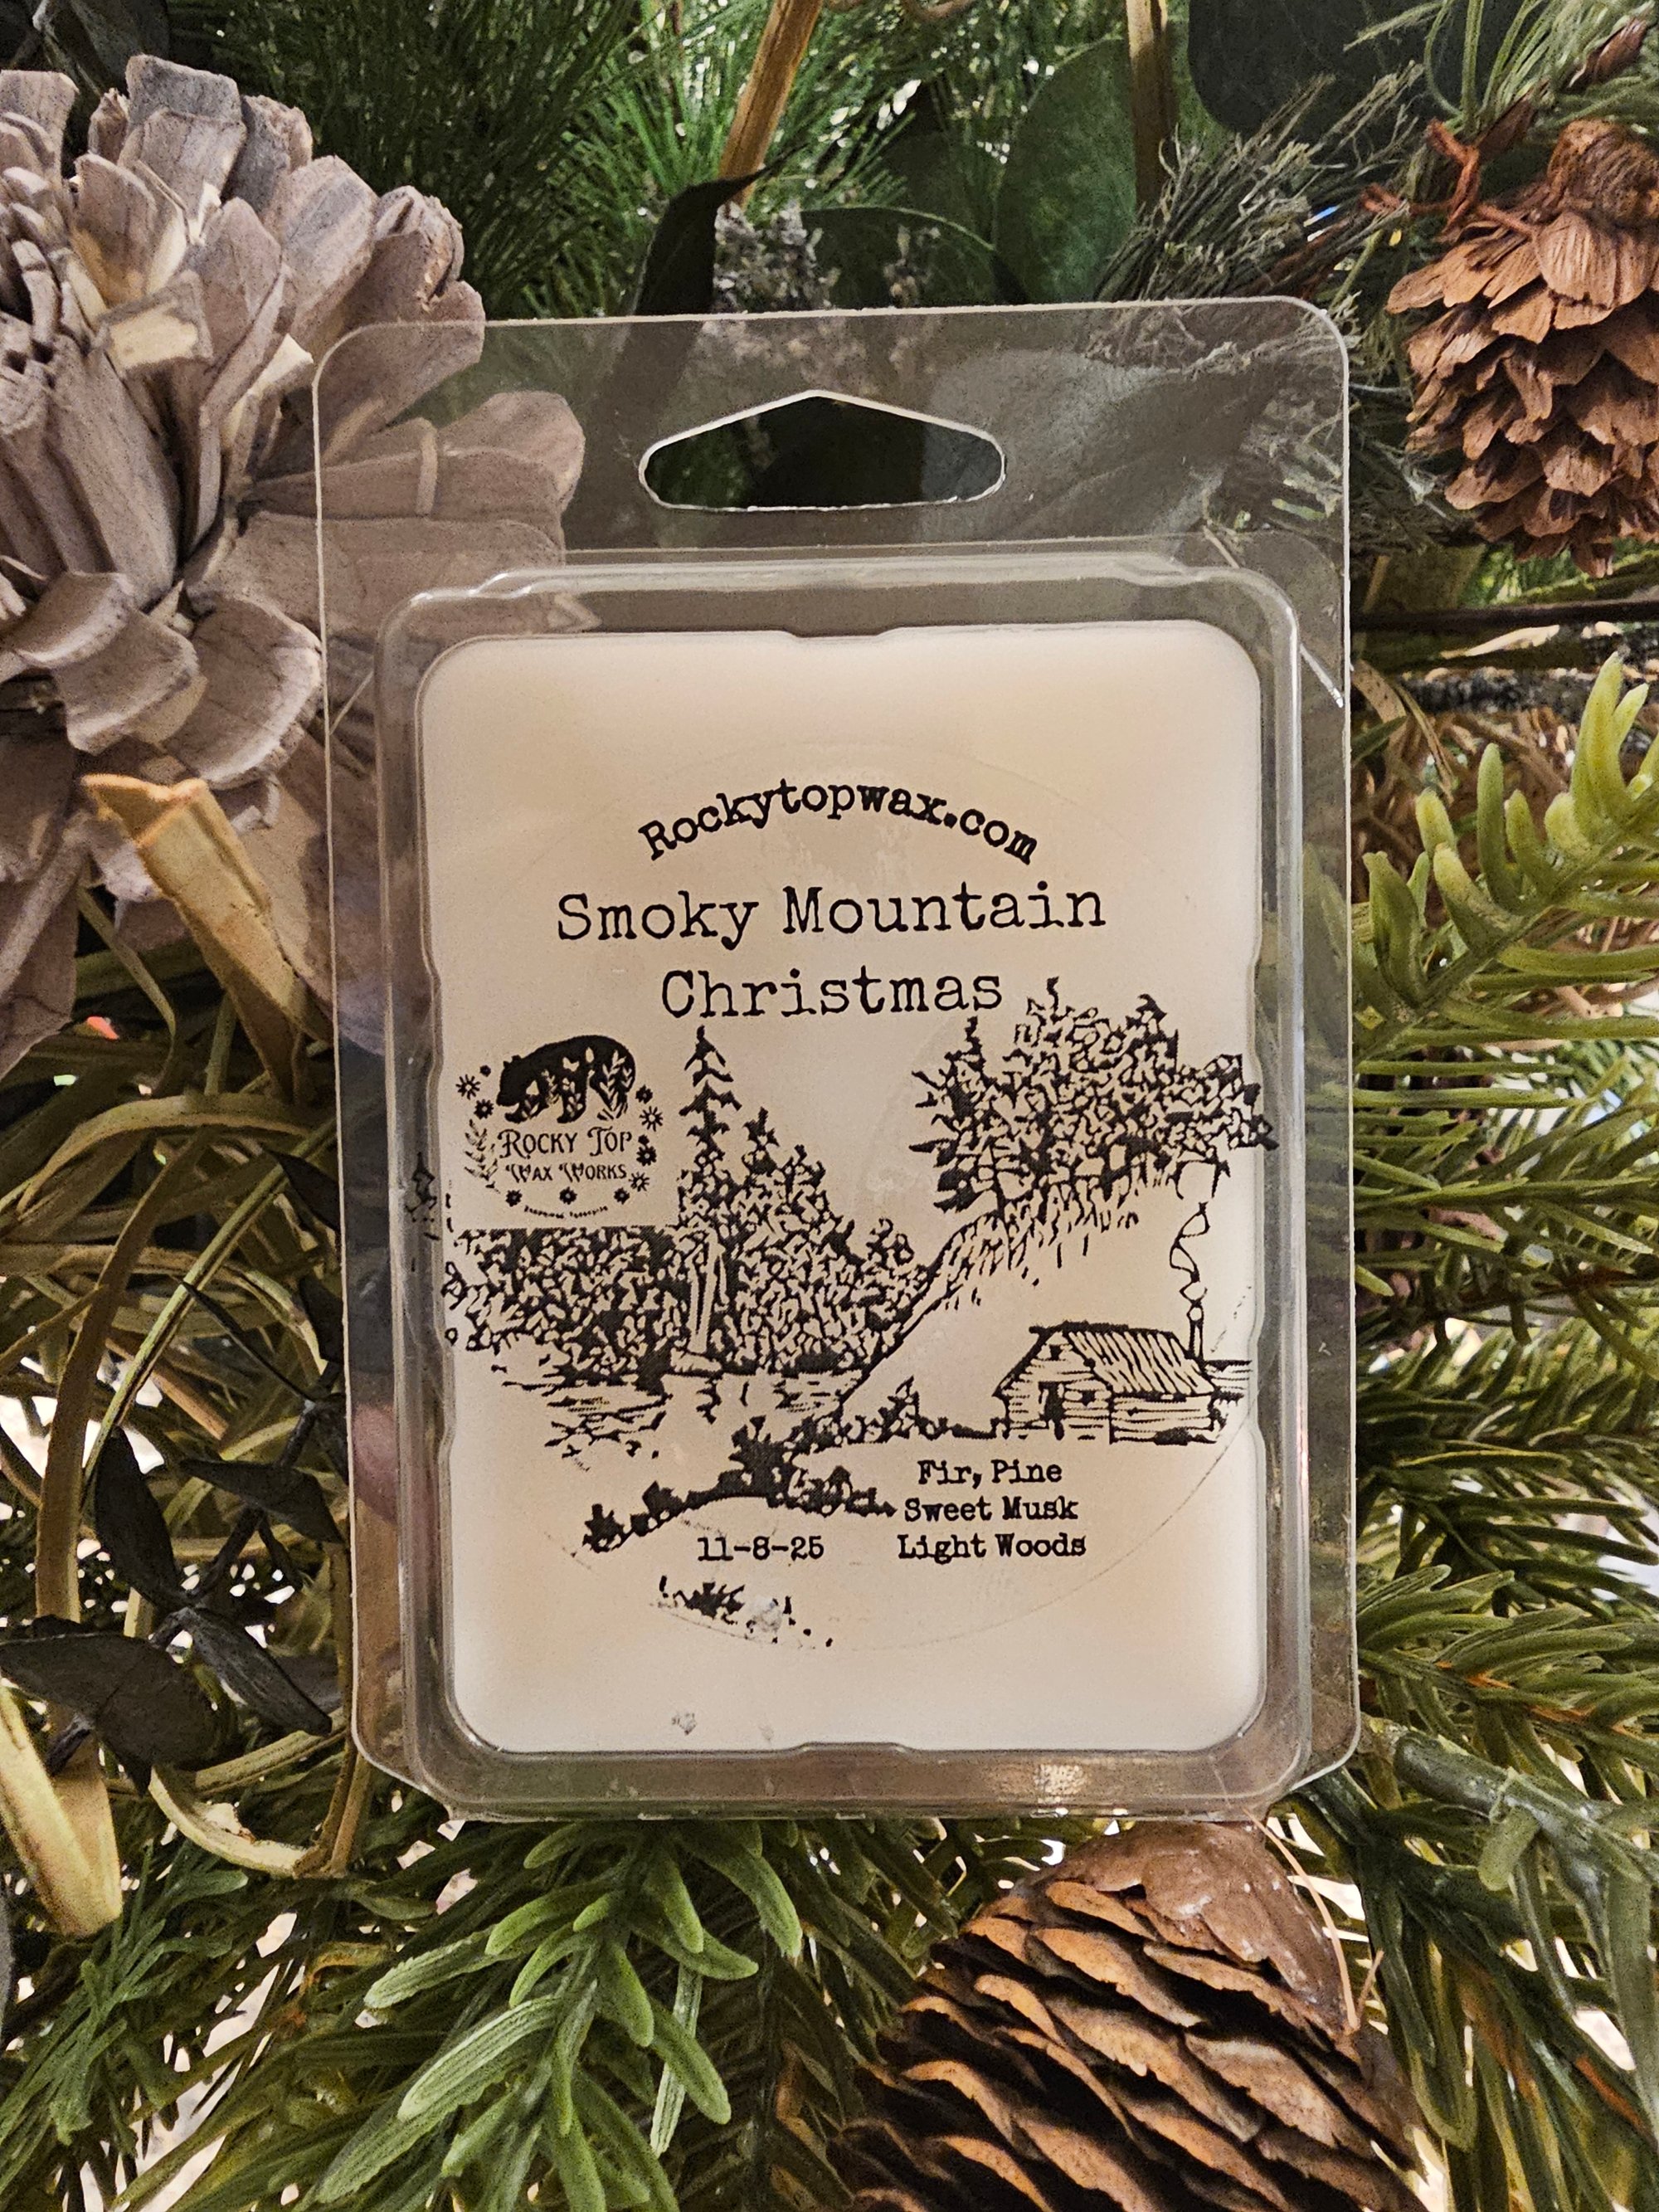 Rockytopwax.com
Smoky Mountain
Christmas
ROCKY TOP
WAX WORKS
Fir, Pine
Sweet Musk
Light Woods
11-8-25